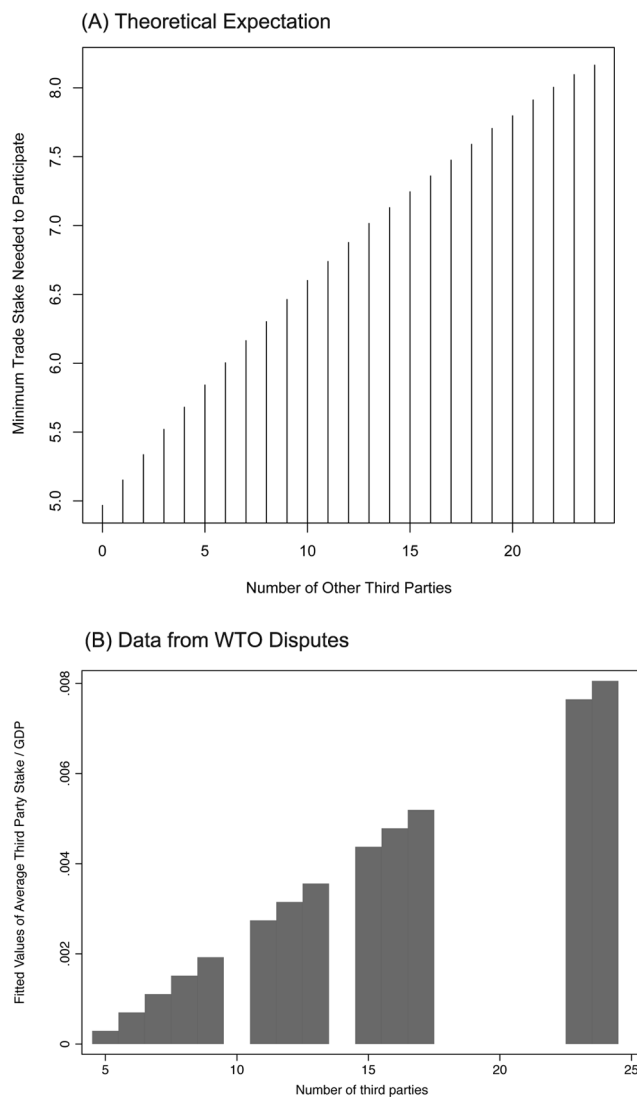 (A) Theoretical Expectation
Minimum Trade Stake Needed to Participate
8.0
7.5
7.0
6.5
6.0
5.5
5.0
0 5 10 15 20
Number of Other Third Parties
(B) Data from WTO Disputes
Fitted Values of Average Third Party Stake / GDP
.008
.006
.004
.002
0
5 10 15 20 25
Number of third parties